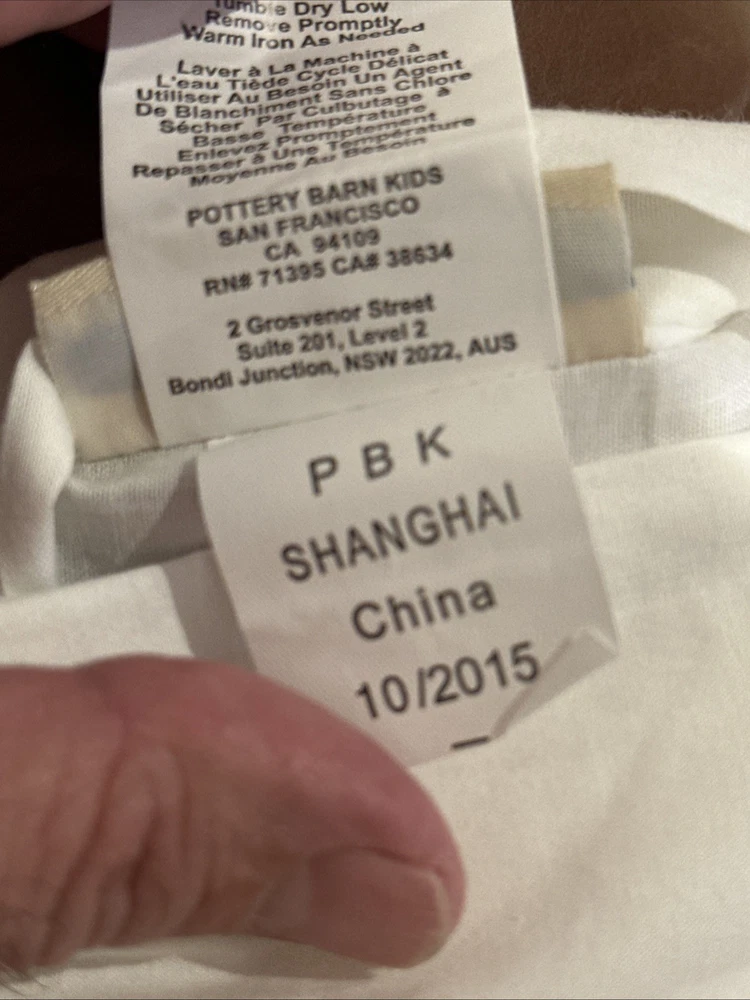 Tumble Dry Low
Remove Promptly
Warm Iron As Needed
Laver à La Machine à
L'eau Tiède Cycle Délicat
Utiliser Au Besoin Un Agent
De Blanchiment Sans Chlore
Sécher Par Culbutage à
Basse Température
Enlevez Promptement
Repasser à Une Température
Moyenne Au Besoin
POTTERY BARN KIDS
SAN FRANCISCO
CA 94109
RN# 71395 CA# 38634
2 Grosvenor Street
Suite 201, Level 2
Bondi Junction, NSW 2022, AUS
P B K
SHANGHAI
China
10/2015